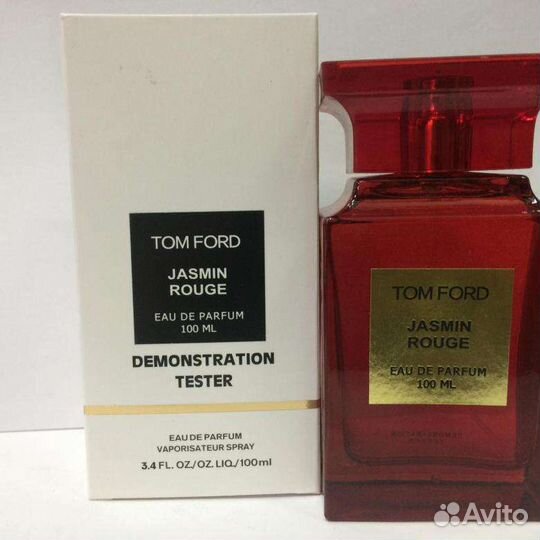 TOM FORD
JASMIN
ROUGE
EAU DE PARFUM
100 ML
DEMONSTRATION
TESTER
EAU DE PARFUM
VAPORISATEUR SPRAY
3.4 FL. OZ./OZ. LIQ./100ml
TOM FORD
JASMIN
ROUGE
EAU DE PARFUM
100 ML
Avito